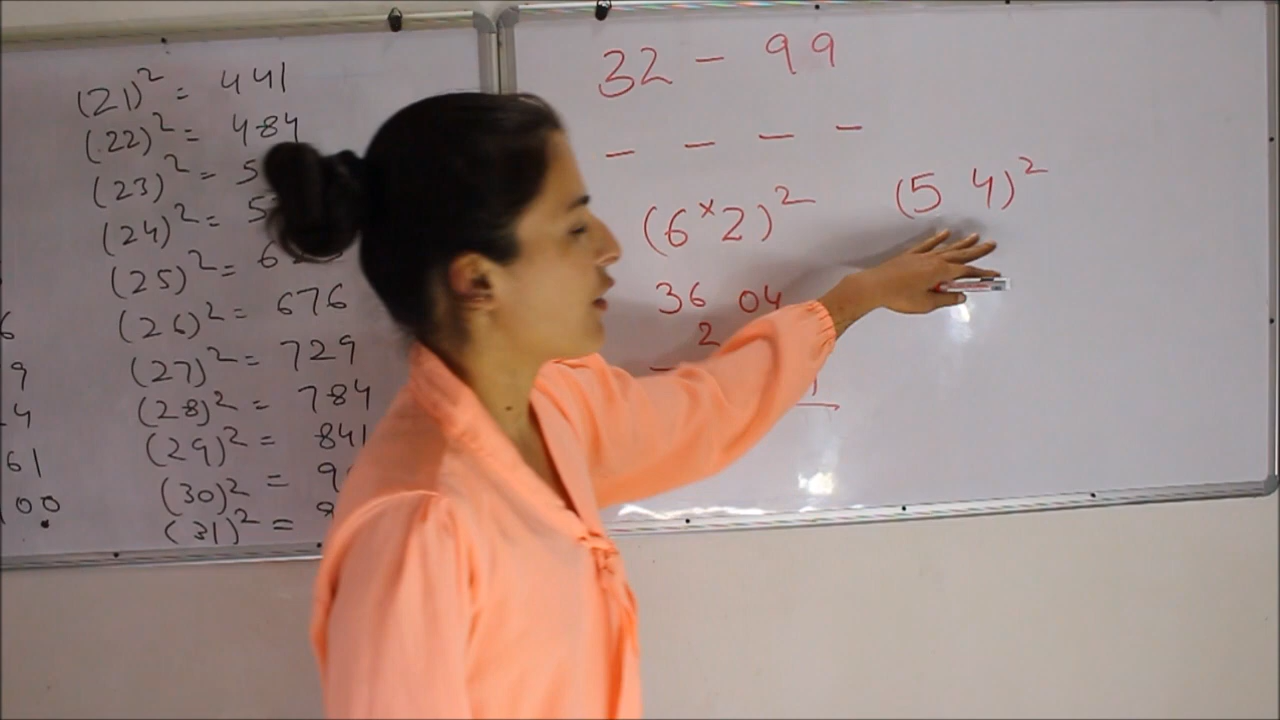 (21)² = 441
(22)² = 484
(23)² = 5
(24)² = 5
(25)² = 6
(26)² = 676
(27)² = 729
(28)² = 784
(29)² = 841
(30)² = 9
(31)² = 9
6
9
4
61
00
32 - 99
_ _ _ _
(6×2)²
36 04
2
(5 4)²